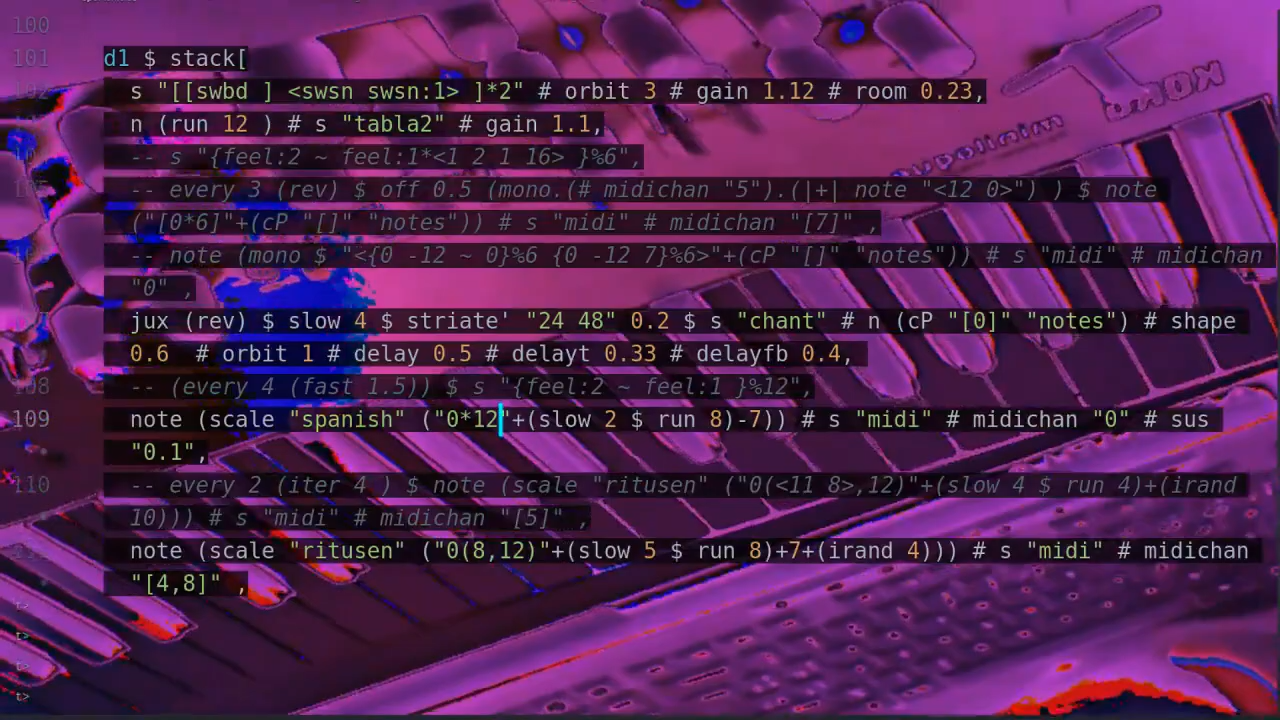 100
101 d1 $ stack[
102 s "[[swbd ] <swsn swsn:1> ]*2" # orbit 3 # gain 1.12 # room 0.23,
n (run 12 ) # s "tabla2" # gain 1.1,
-- s "{feel:2 ~ feel:1*<1 2 1 16> }%6",
105 -- every 3 (rev) $ off 0.5 (mono.(# midichan "5").(|+| note "<12 0>") ) $ note
("[0*6]"+(cP "[]" "notes")) # s "midi" # midichan "[7]" ,
-- note (mono $ "<{0 -12 ~ 0}%6 {0 -12 7}%6>"+(cP "[]" "notes")) # s "midi" # midichan
"0" ,
jux (rev) $ slow 4 $ striate' "24 48" 0.2 $ s "chant" # n (cP "[0]" "notes") # shape
0.6  # orbit 1 # delay 0.5 # delayt 0.33 # delayfb 0.4,
108 -- (every 4 (fast 1.5)) $ s "{feel:2 ~ feel:1 }%12",
109 note (scale "spanish" ("0*12"+(slow 2 $ run 8)-7)) # s "midi" # midichan "0" # sus
"0.1",
110 -- every 2 (iter 4 ) $ note (scale "ritusen" ("0(<11 8>,12)"+(slow 4 $ run 4)+(irand
10))) # s "midi" # midichan "[5]" ,
note (scale "ritusen" ("0(8,12)"+(slow 5 $ run 8)+7+(irand 4))) # s "midi" # midichan
"[4,8]" ,
t>
t>
t>
t>